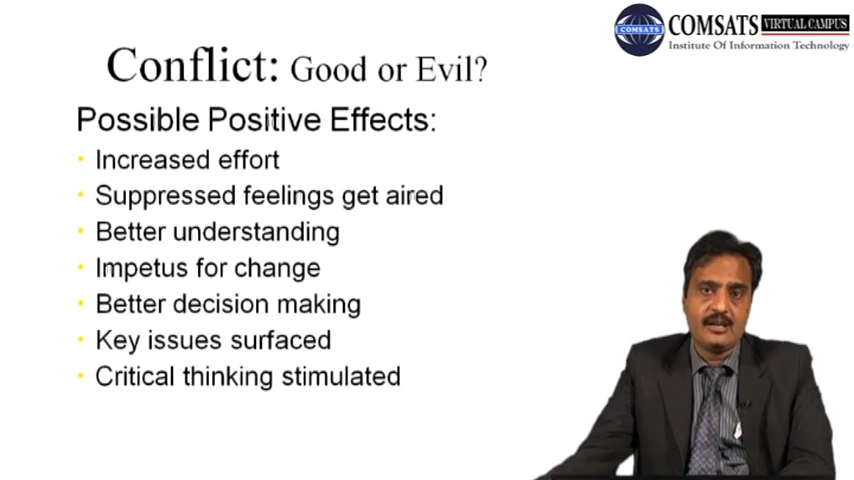 COMSATS VIRTUAL CAMPUS
COMSATS
Institute Of Information Technology
Conflict: Good or Evil?
Possible Positive Effects:
• Increased effort
• Suppressed feelings get aired
• Better understanding
• Impetus for change
• Better decision making
• Key issues surfaced
• Critical thinking stimulated